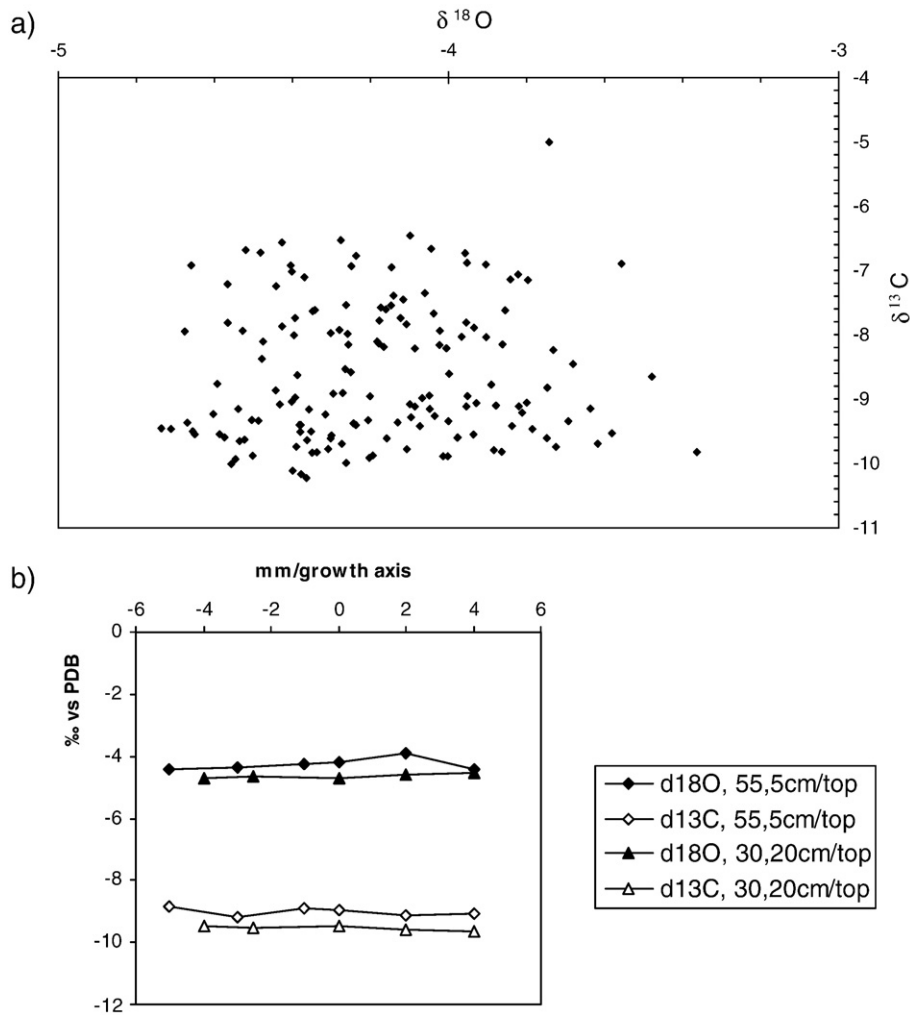 a)
δ ¹⁸ O
-5 -4 -3
-4
-5
-6
-7
-8
-9
-10
-11
δ ¹³ C
b)
mm/growth axis
-6 -4 -2 0 2 4 6
0
-2
-4
-6
-8
-10
-12
‰ vs PDB
d18O, 55,5cm/top
d13C, 55,5cm/top
d18O, 30,20cm/top
d13C, 30,20cm/top